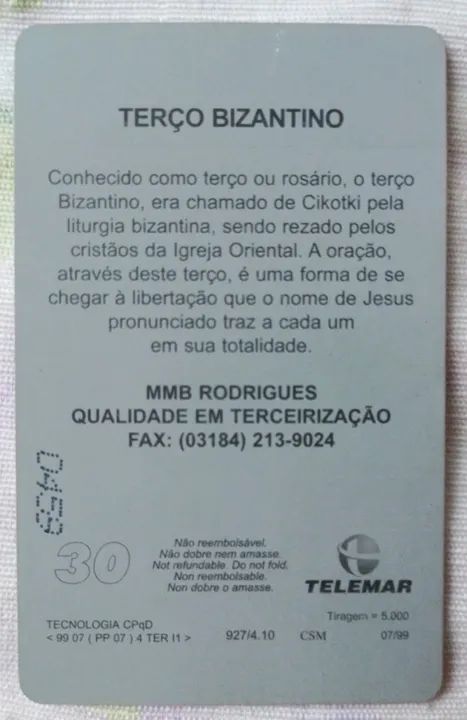 TERÇO BIZANTINO
Conhecido como terço ou rosário, o terço
Bizantino, era chamado de Cikotki pela
liturgia bizantina, sendo rezado pelos
cristãos da Igreja Oriental. A oração,
através deste terço, é uma forma de se
chegar à libertação que o nome de Jesus
pronunciado traz a cada um
em sua totalidade.
MMB RODRIGUES
QUALIDADE EM TERCEIRIZAÇÃO
FAX: (03184) 213-9024
30
Não reembolsável.
Não dobre nem amasse.
Not refundable. Do not fold.
Non reembolsable.
Non dobre o amasse.
TELEMAR
Tiragem = 5.000
TECNOLOGIA CPqD
< 99 07 ( PP 07 ) 4 TER I1 > 927/4.10 CSM 07/99